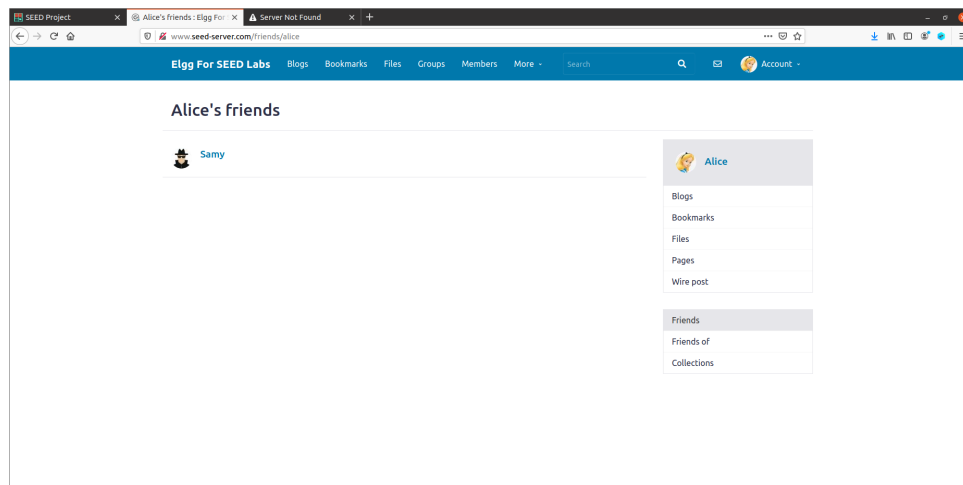 SEED Project
Alice's friends : Elgg For
Server Not Found
www.seed-server.com/friends/alice
Elgg For SEED Labs Blogs Bookmarks Files Groups Members More Search Account
Alice's friends
Samy
Alice
Blogs
Bookmarks
Files
Pages
Wire post
Friends
Friends of
Collections